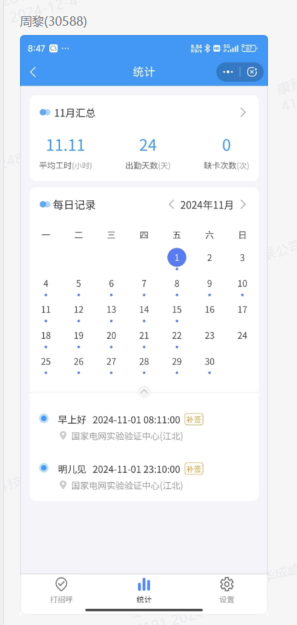 周黎(30588)
8:47
统计
11月汇总
11.11 24 0
平均工时(小时) 出勤天数(天) 缺卡次数(次)
每日记录 2024年11月
一 二 三 四 五 六 日
1 2 3
4 5 6 7 8 9 10
11 12 13 14 15 16 17
18 19 20 21 22 23 24
25 26 27 28 29 30
早上好 2024-11-01 08:11:00 补签
国家电网实验验证中心(江北)
明儿见 2024-11-01 23:10:00 补签
国家电网实验验证中心(江北)
打招呼 统计 设置